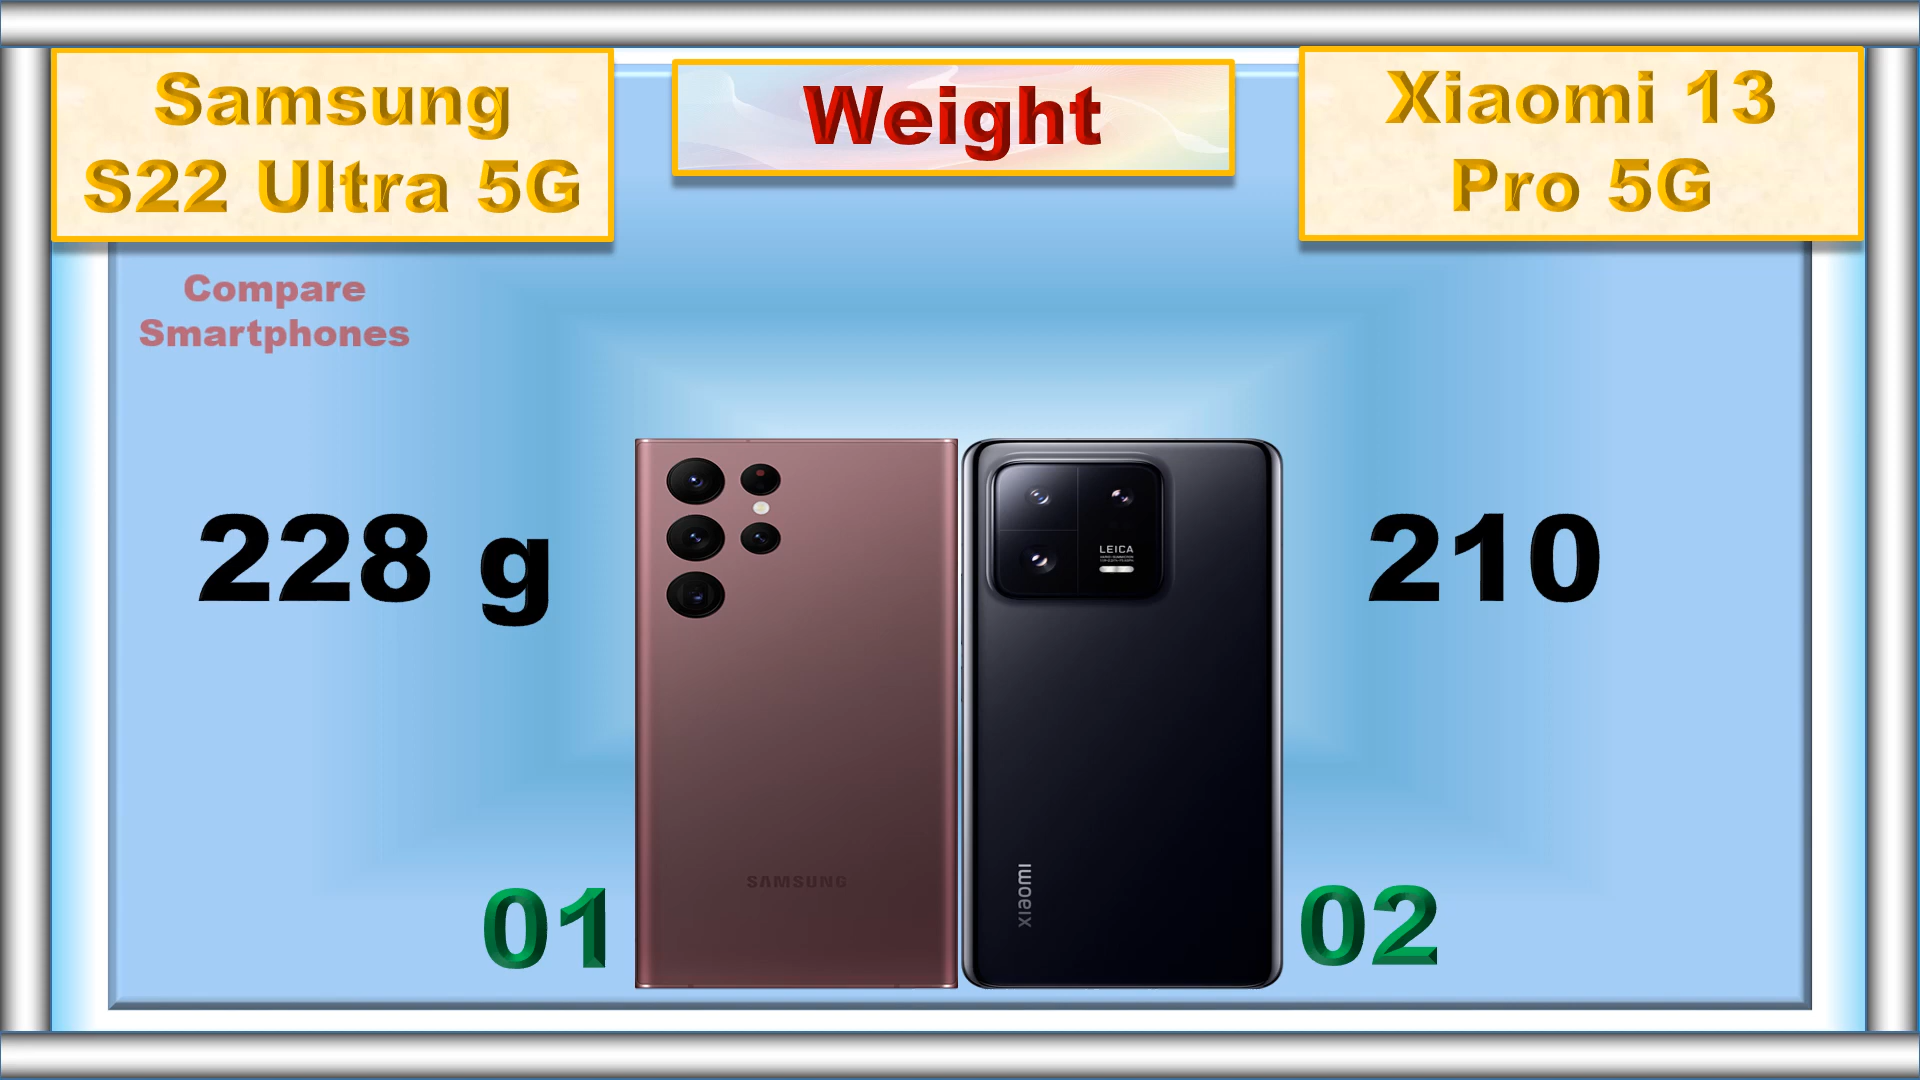 Samsung
S22 Ultra 5G
Weight
Xiaomi 13
Pro 5G
Compare
Smartphones
228 g
210
LEICA
SAMSUNG
xiaomi
01
02